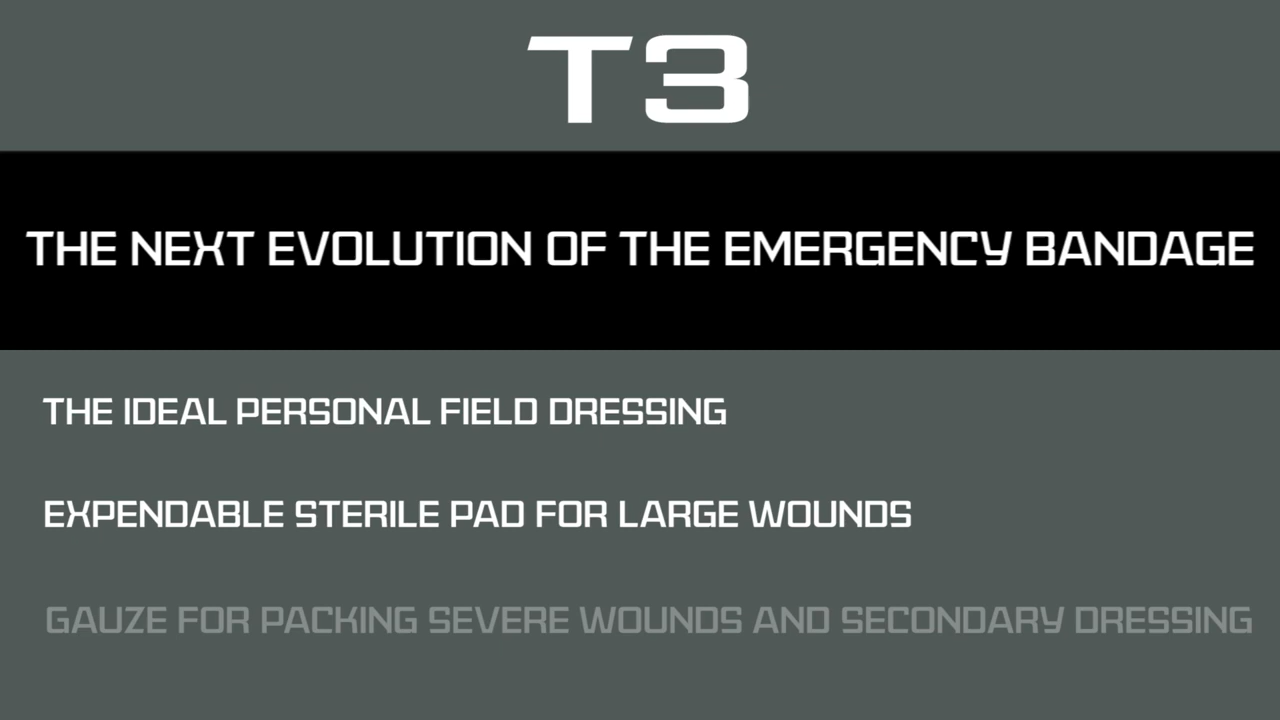 T3
THE NEXT EVOLUTION OF THE EMERGENCY BANDAGE
THE IDEAL PERSONAL FIELD DRESSING
EXPENDABLE STERILE PAD FOR LARGE WOUNDS
GAUZE FOR PACKING SEVERE WOUNDS AND SECONDARY DRESSING